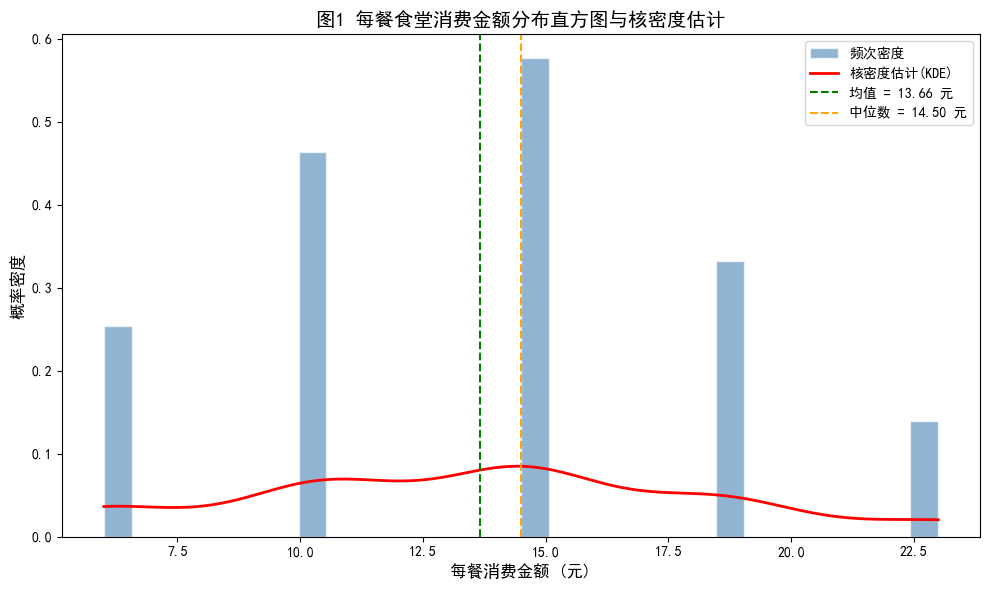 图1 每餐食堂消费金额分布直方图与核密度估计
频次密度
核密度估计(KDE)
均值 = 13.66 元
中位数 = 14.50 元
概率密度
0.6
0.5
0.4
0.3
0.2
0.1
0.0
7.5 10.0 12.5 15.0 17.5 20.0 22.5
每餐消费金额 (元)